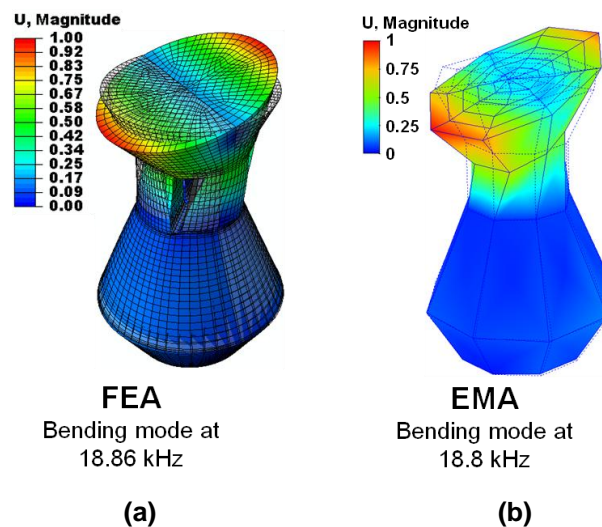 U, Magnitude
1.00
0.92
0.83
0.75
0.67
0.58
0.50
0.42
0.34
0.25
0.17
0.09
0.00
FEA
Bending mode at
18.86 kHz
(a)
U, Magnitude
1
0.75
0.5
0.25
0
EMA
Bending mode at
18.8 kHz
(b)